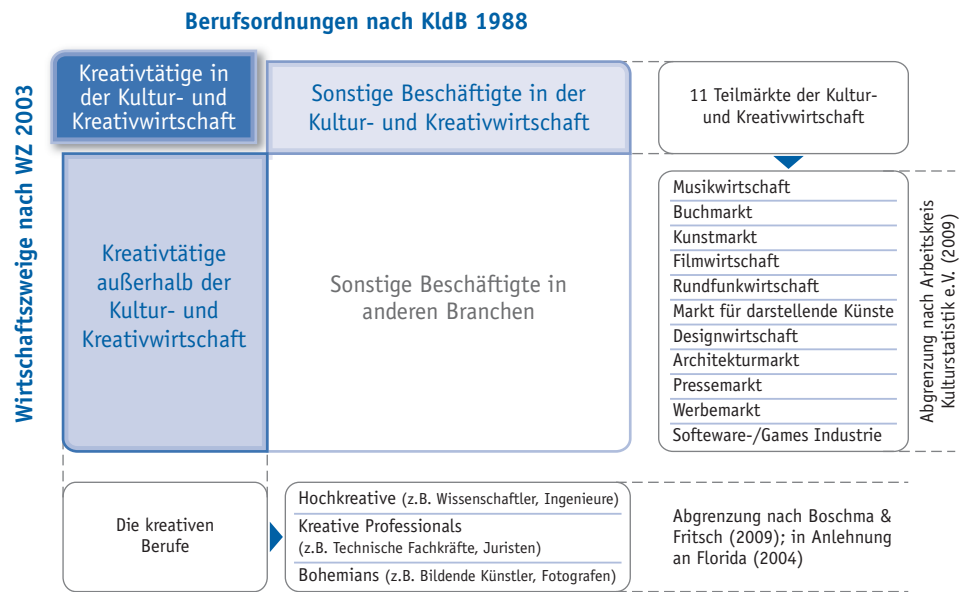 Berufsordnungen nach KldB 1988
Wirtschaftszweige nach WZ 2003
Kreativtätige in
der Kultur- und
Kreativwirtschaft
Sonstige Beschäftigte in der
Kultur- und Kreativwirtschaft
11 Teilmärkte der Kultur-
und Kreativwirtschaft
Kreativtätige
außerhalb der
Kultur- und
Kreativwirtschaft
Sonstige Beschäftigte in
anderen Branchen
Musikwirtschaft
Buchmarkt
Kunstmarkt
Filmwirtschaft
Rundfunkwirtschaft
Markt für darstellende Künste
Designwirtschaft
Architekturmarkt
Pressemarkt
Werbemarkt
Softeware-/Games Industrie
Abgrenzung nach Arbeitskreis
Kulturstatistik e.V. (2009)
Die kreativen
Berufe
Hochkreative (z.B. Wissenschaftler, Ingenieure)
Kreative Professionals
(z.B. Technische Fachkräfte, Juristen)
Bohemians (z.B. Bildende Künstler, Fotografen)
Abgrenzung nach Boschma &
Fritsch (2009); in Anlehnung
an Florida (2004)